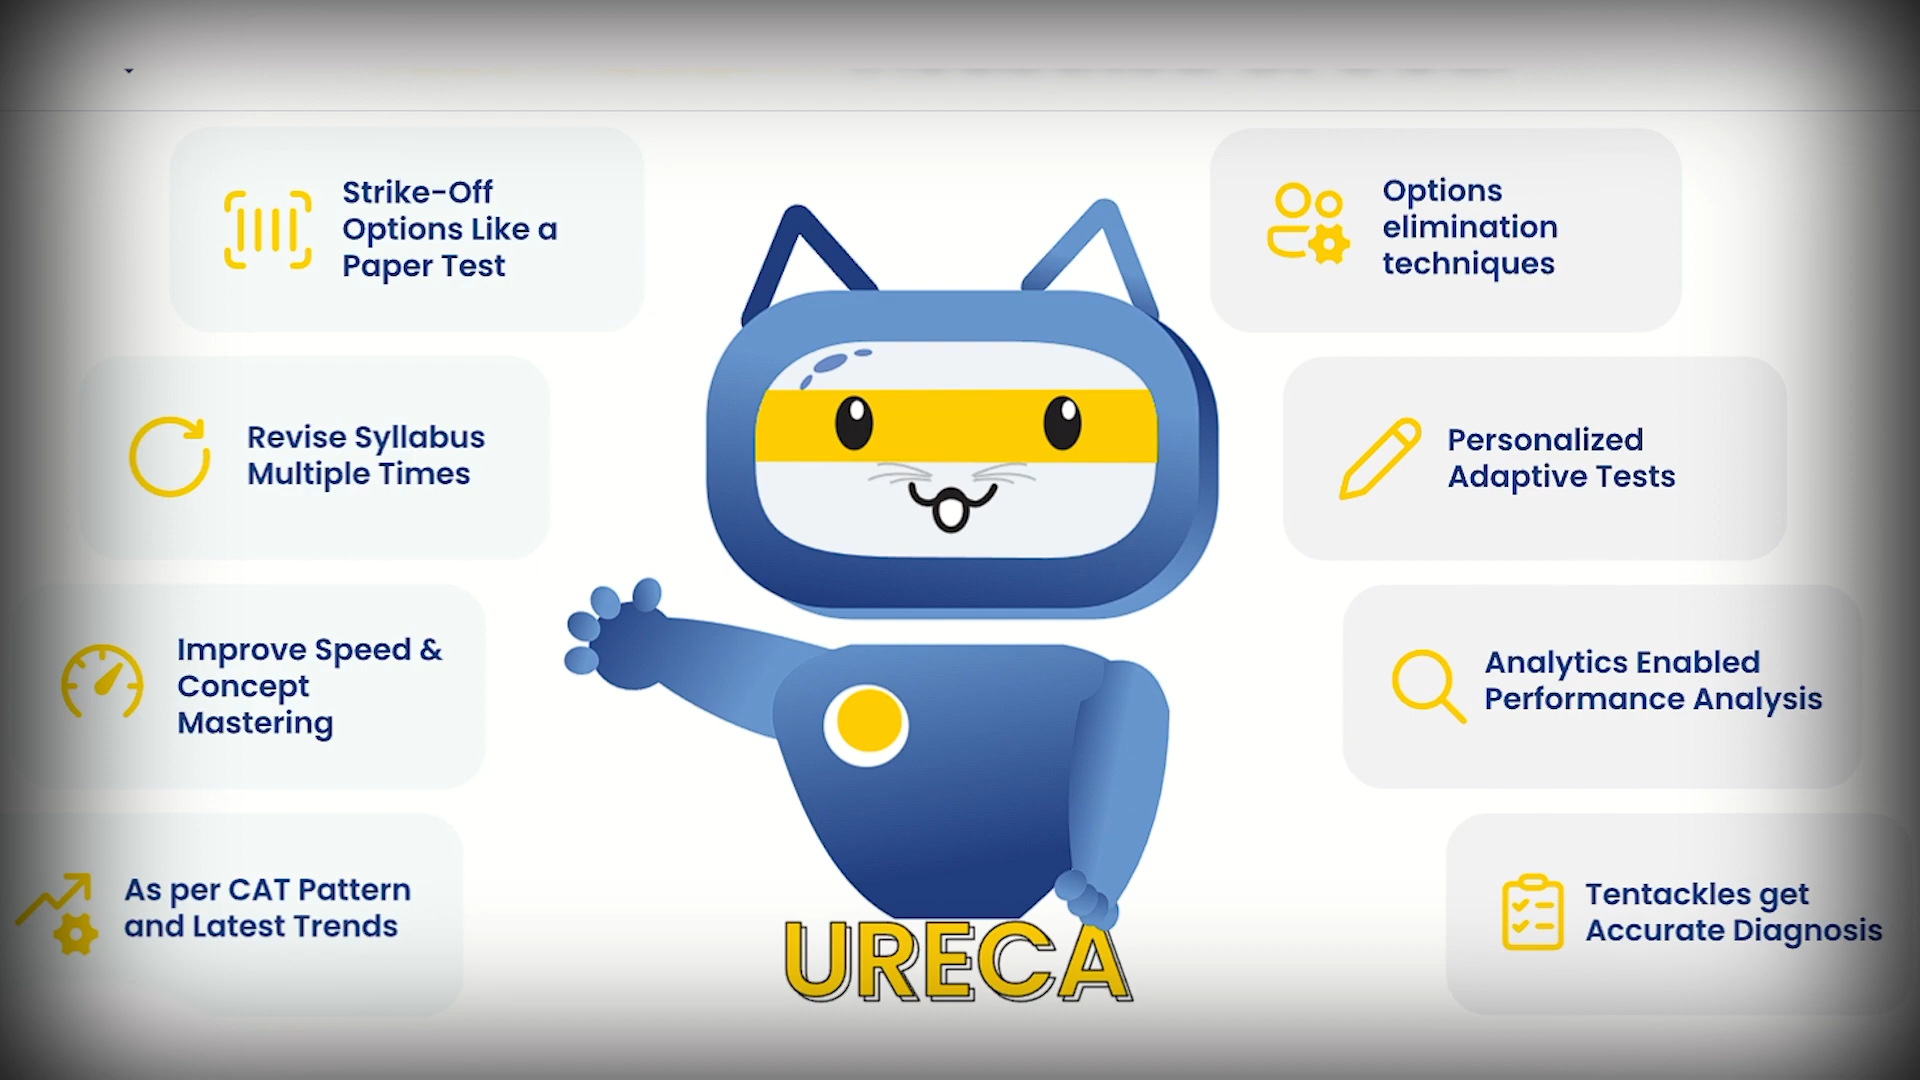 Strike-Off
Options Like a
Paper Test
Revise Syllabus
Multiple Times
Improve Speed &
Concept
Mastering
As per CAT Pattern
and Latest Trends
Options
elimination
techniques
Personalized
Adaptive Tests
Analytics Enabled
Performance Analysis
Tentackles get
Accurate Diagnosis
URECA